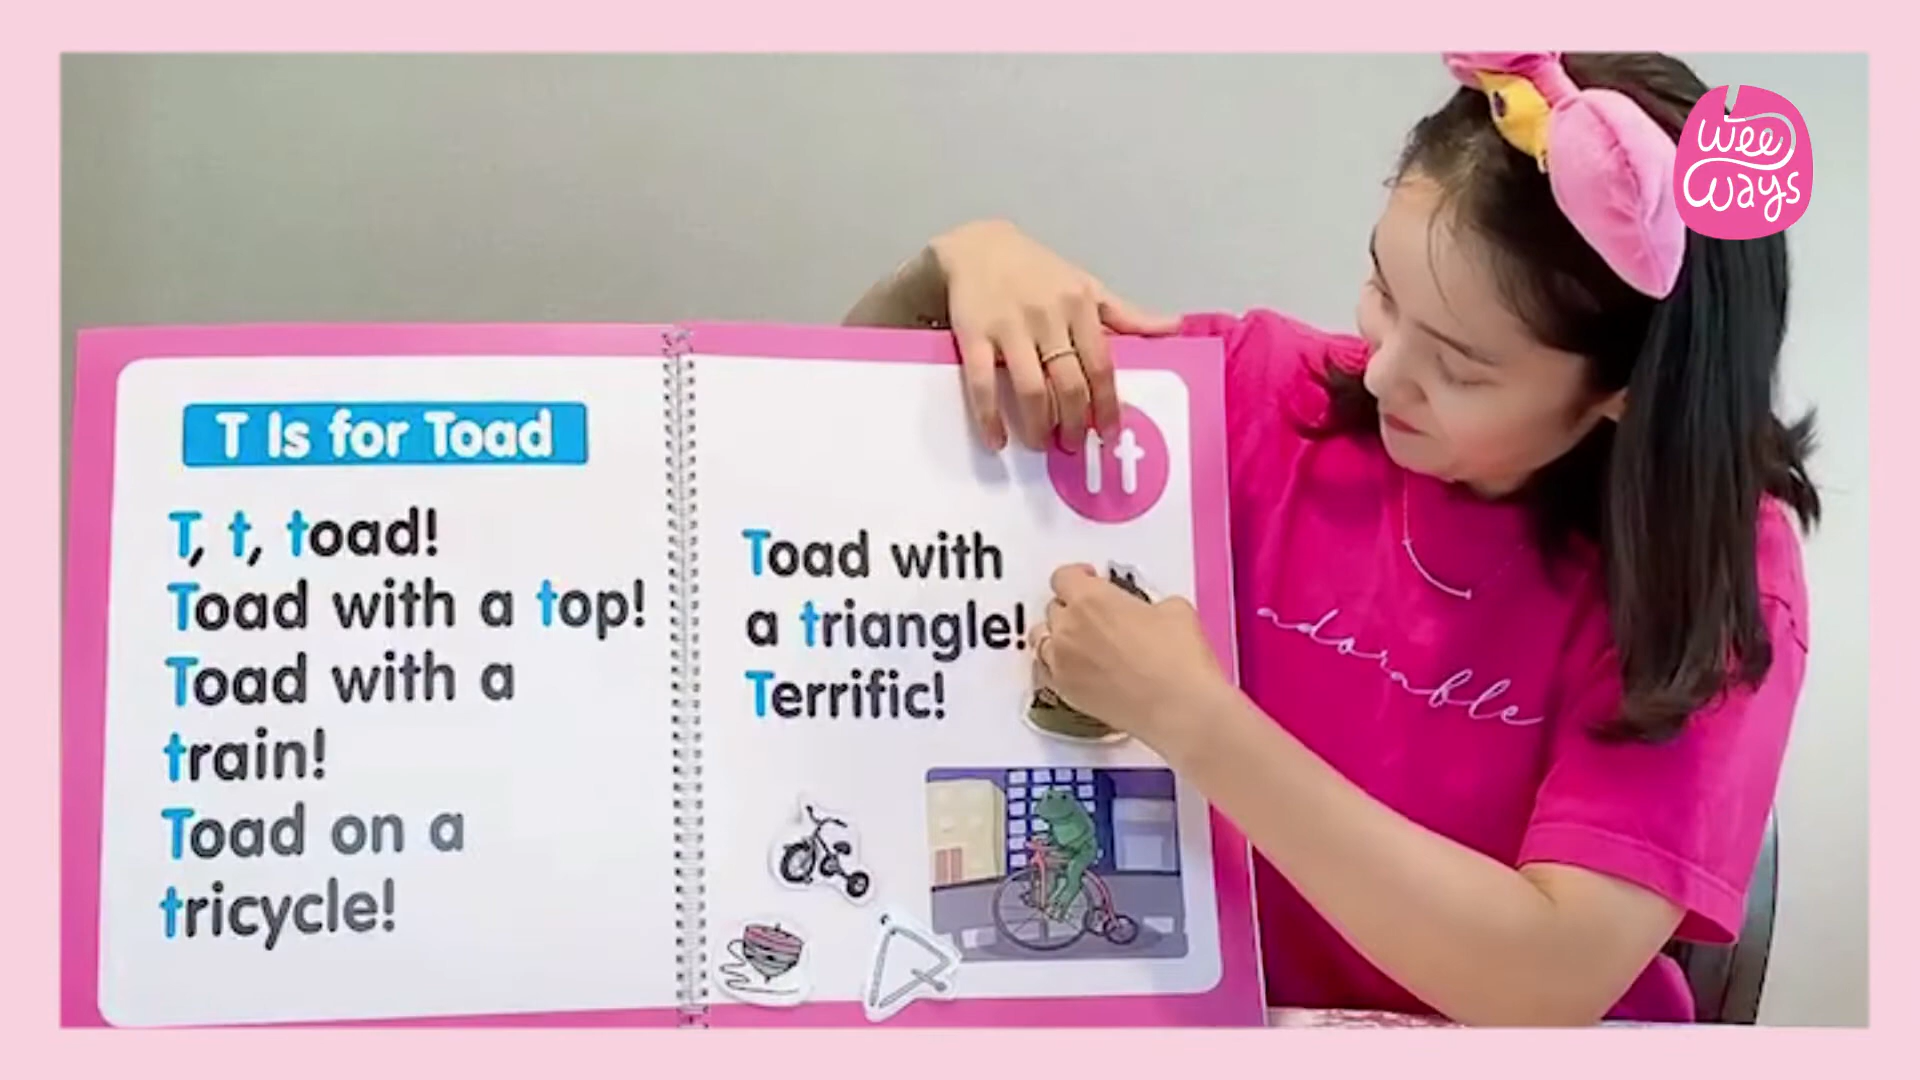 T Is for Toad
T, t, toad!
Toad with a top!
Toad with a
train!
Toad on a
tricycle!
Tt
Toad with
a triangle!
Terrific!
adorable
wee
ways